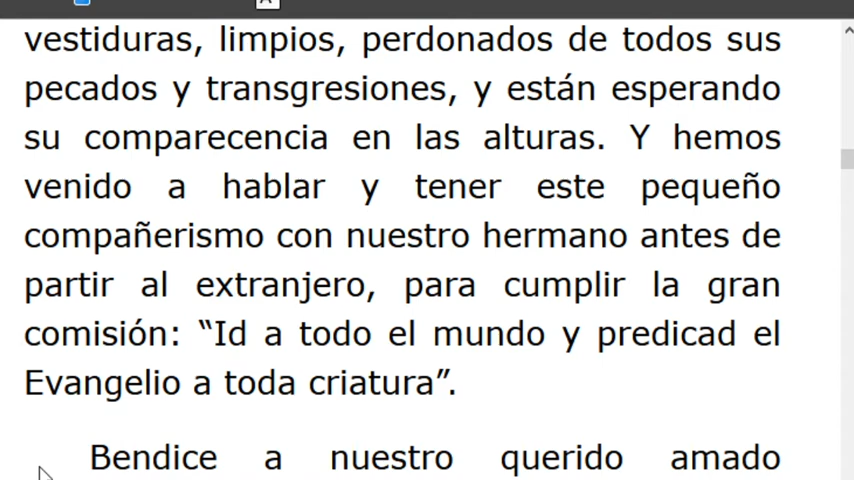 vestiduras, limpios, perdonados de todos sus
pecados y transgresiones, y están esperando
su comparecencia en las alturas. Y hemos
venido a hablar y tener este pequeño
compañerismo con nuestro hermano antes de
partir al extranjero, para cumplir la gran
comisión: “Id a todo el mundo y predicad el
Evangelio a toda criatura”.
Bendice a nuestro querido amado